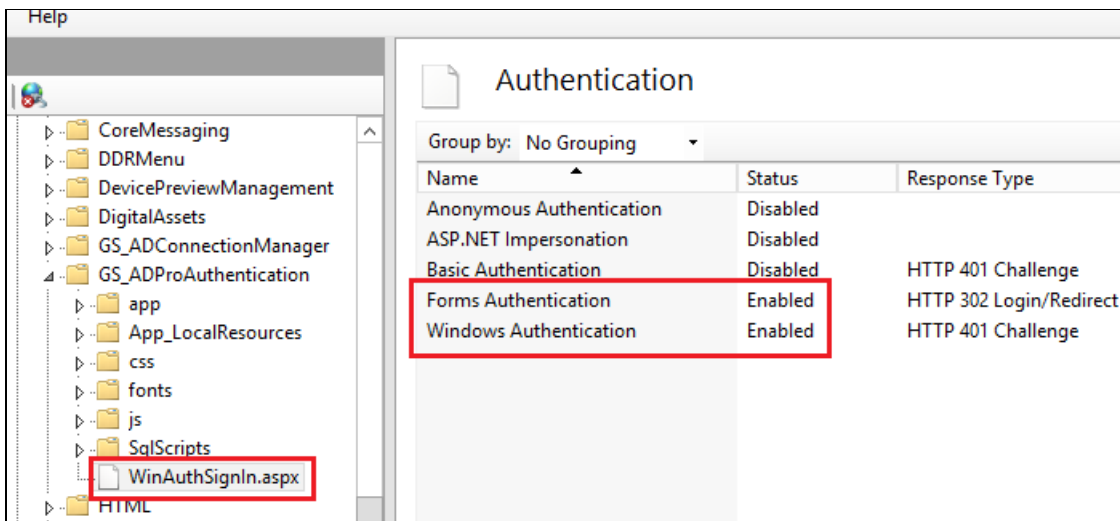 Help
CoreMessaging
DDRMenu
DevicePreviewManagement
DigitalAssets
GS_ADConnectionManager
GS_ADProAuthentication
app
App_LocalResources
css
fonts
js
SqlScripts
WinAuthSignIn.aspx
HTML
Authentication
Group by: No Grouping
Name Status Response Type
Anonymous Authentication Disabled
ASP.NET Impersonation Disabled
Basic Authentication Disabled HTTP 401 Challenge
Forms Authentication Enabled HTTP 302 Login/Redirect
Windows Authentication Enabled HTTP 401 Challenge